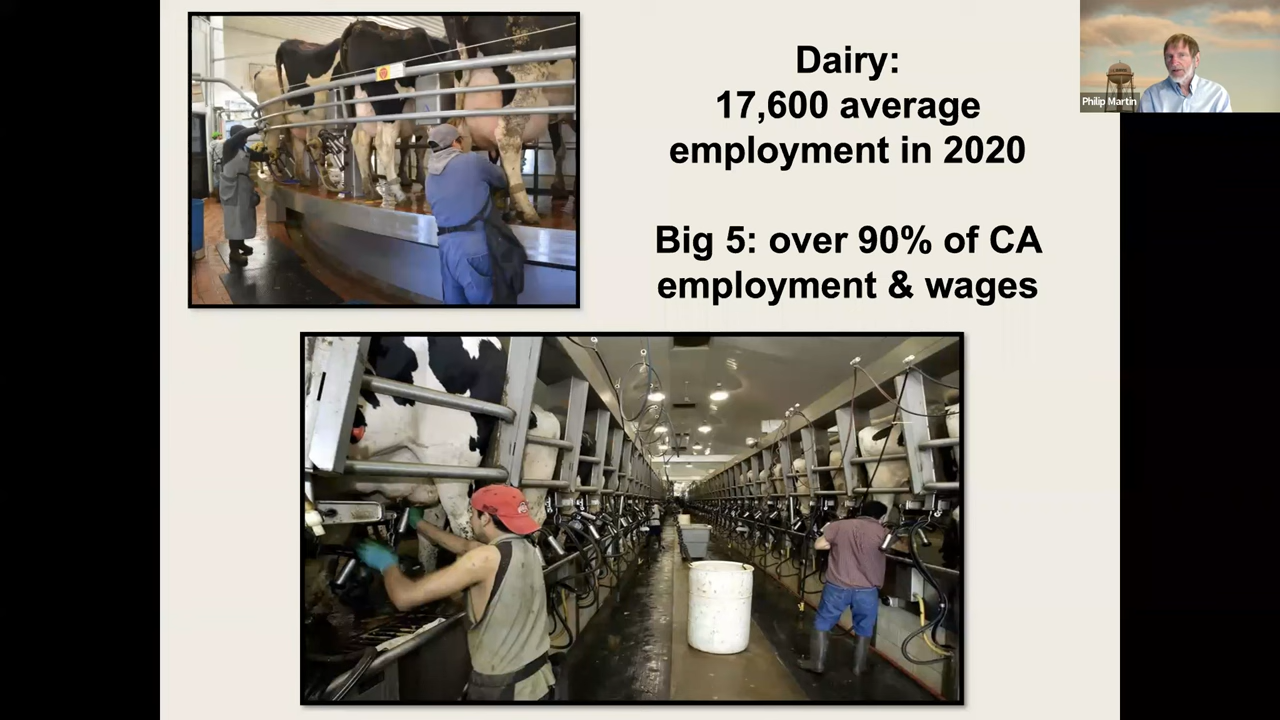 Dairy:
17,600 average
employment in 2020
Big 5: over 90% of CA
employment & wages
Philip Martin